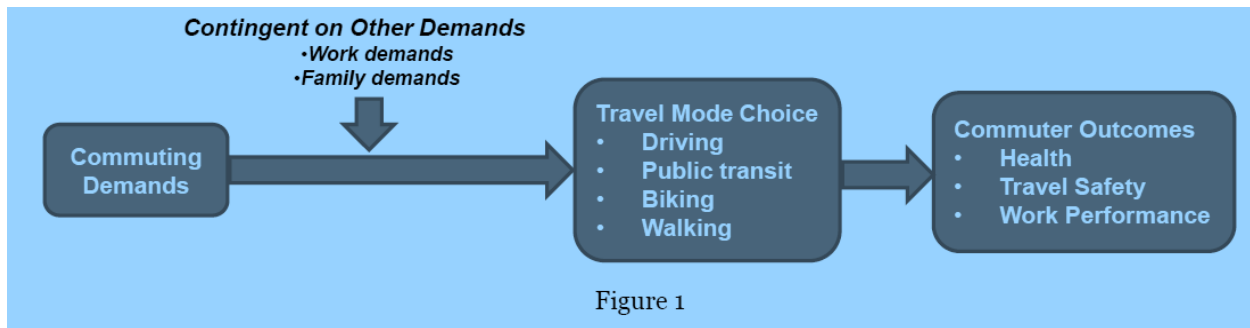 Contingent on Other Demands
•Work demands
•Family demands
Commuting
Demands
Travel Mode Choice
• Driving
• Public transit
• Biking
• Walking
Commuter Outcomes
• Health
• Travel Safety
• Work Performance
Figure 1